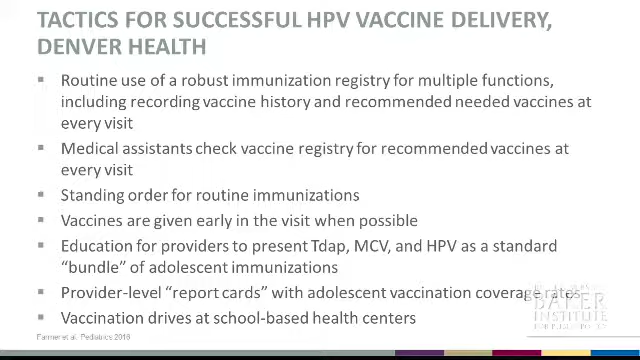 TACTICS FOR SUCCESSFUL HPV VACCINE DELIVERY,
DENVER HEALTH
▪ Routine use of a robust immunization registry for multiple functions,
including recording vaccine history and recommended needed vaccines at
every visit
▪ Medical assistants check vaccine registry for recommended vaccines at
every visit
▪ Standing order for routine immunizations
▪ Vaccines are given early in the visit when possible
▪ Education for providers to present Tdap, MCV, and HPV as a standard
“bundle” of adolescent immunizations
▪ Provider-level “report cards” with adolescent vaccination coverage rates
▪ Vaccination drives at school-based health centers
BAKER
INSTITUTE
Farmer et al. Pediatrics 2016